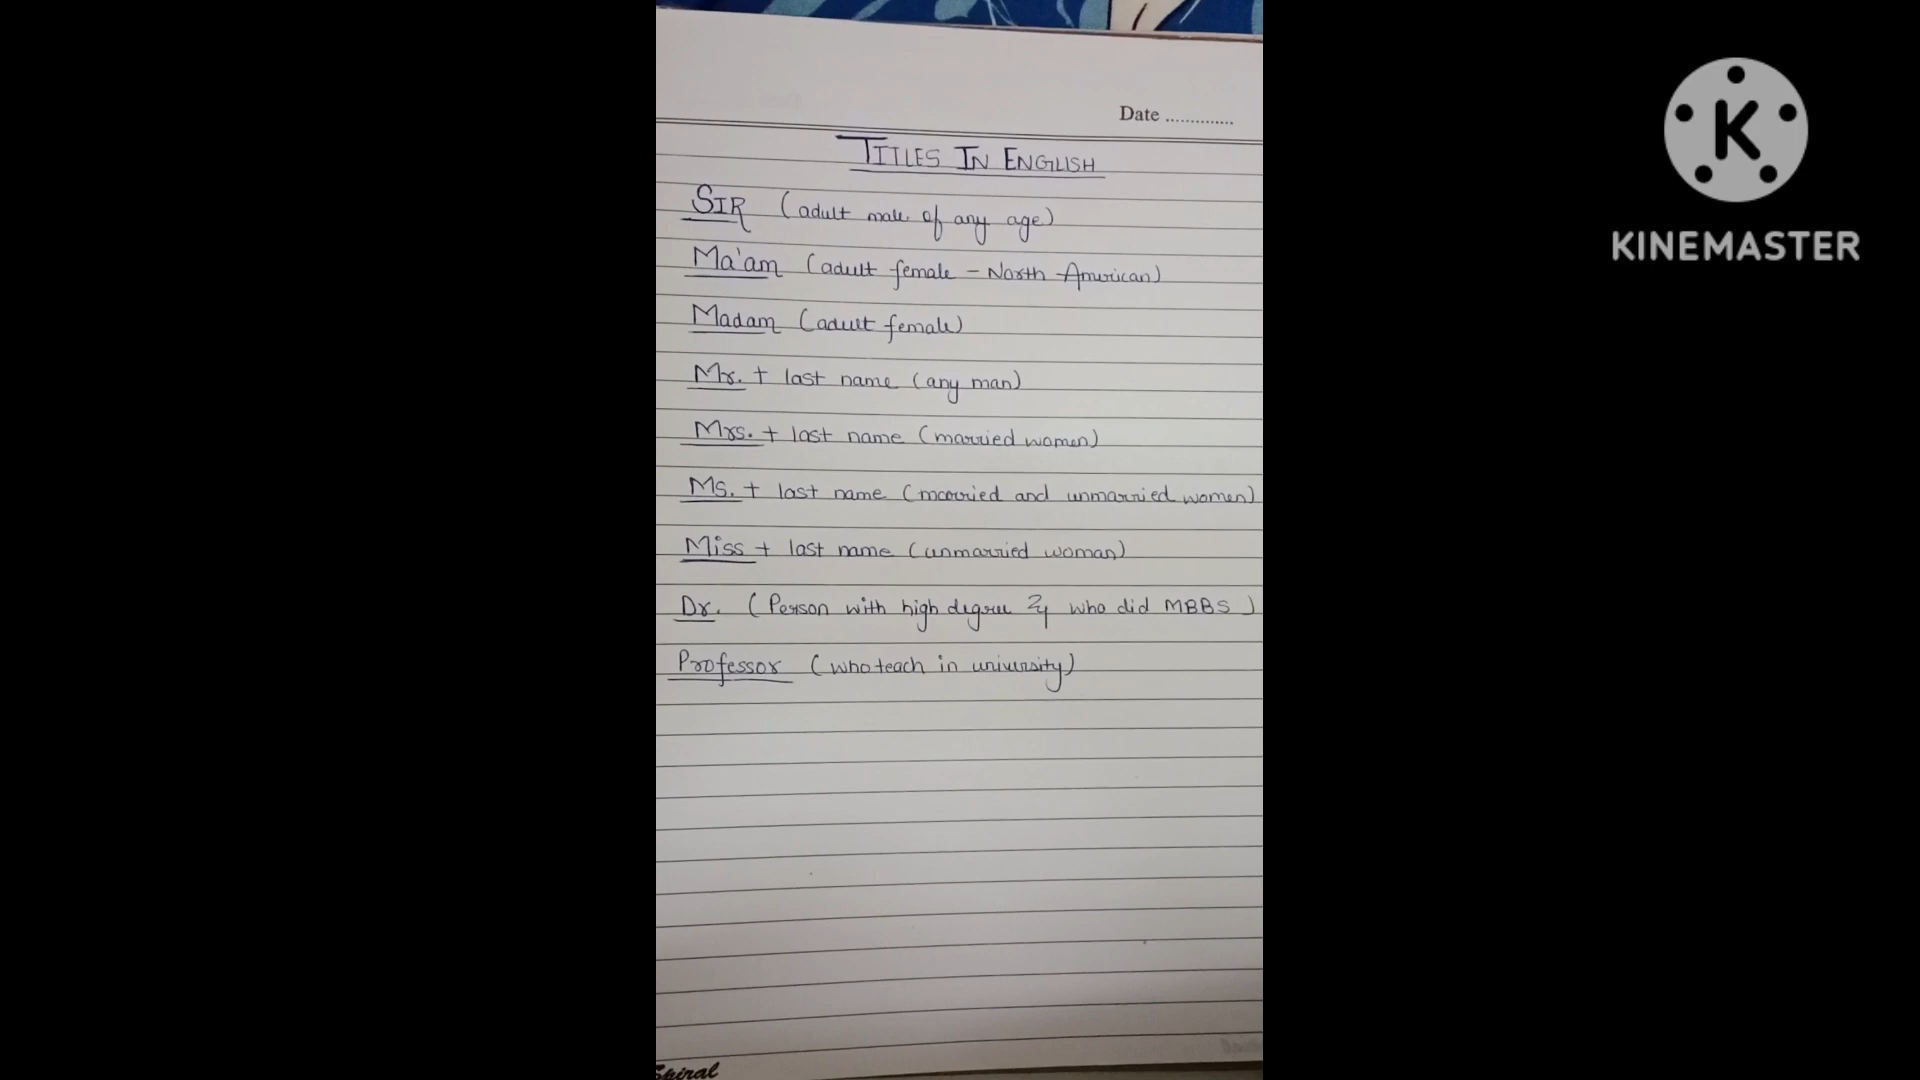 Date ..............
TITLES IN ENGLISH
SIR (adult male of any age)
Ma'am (adult female - North American)
Madam (adult female)
Mr. + last name (any man)
Mrs. + last name (married women)
Ms. + last name (married and unmarried women)
Miss + last name (unmarried woman)
Dr. (Person with high degree & who did MBBS)
Professor (who teach in university)
Spiral
KINEMASTER